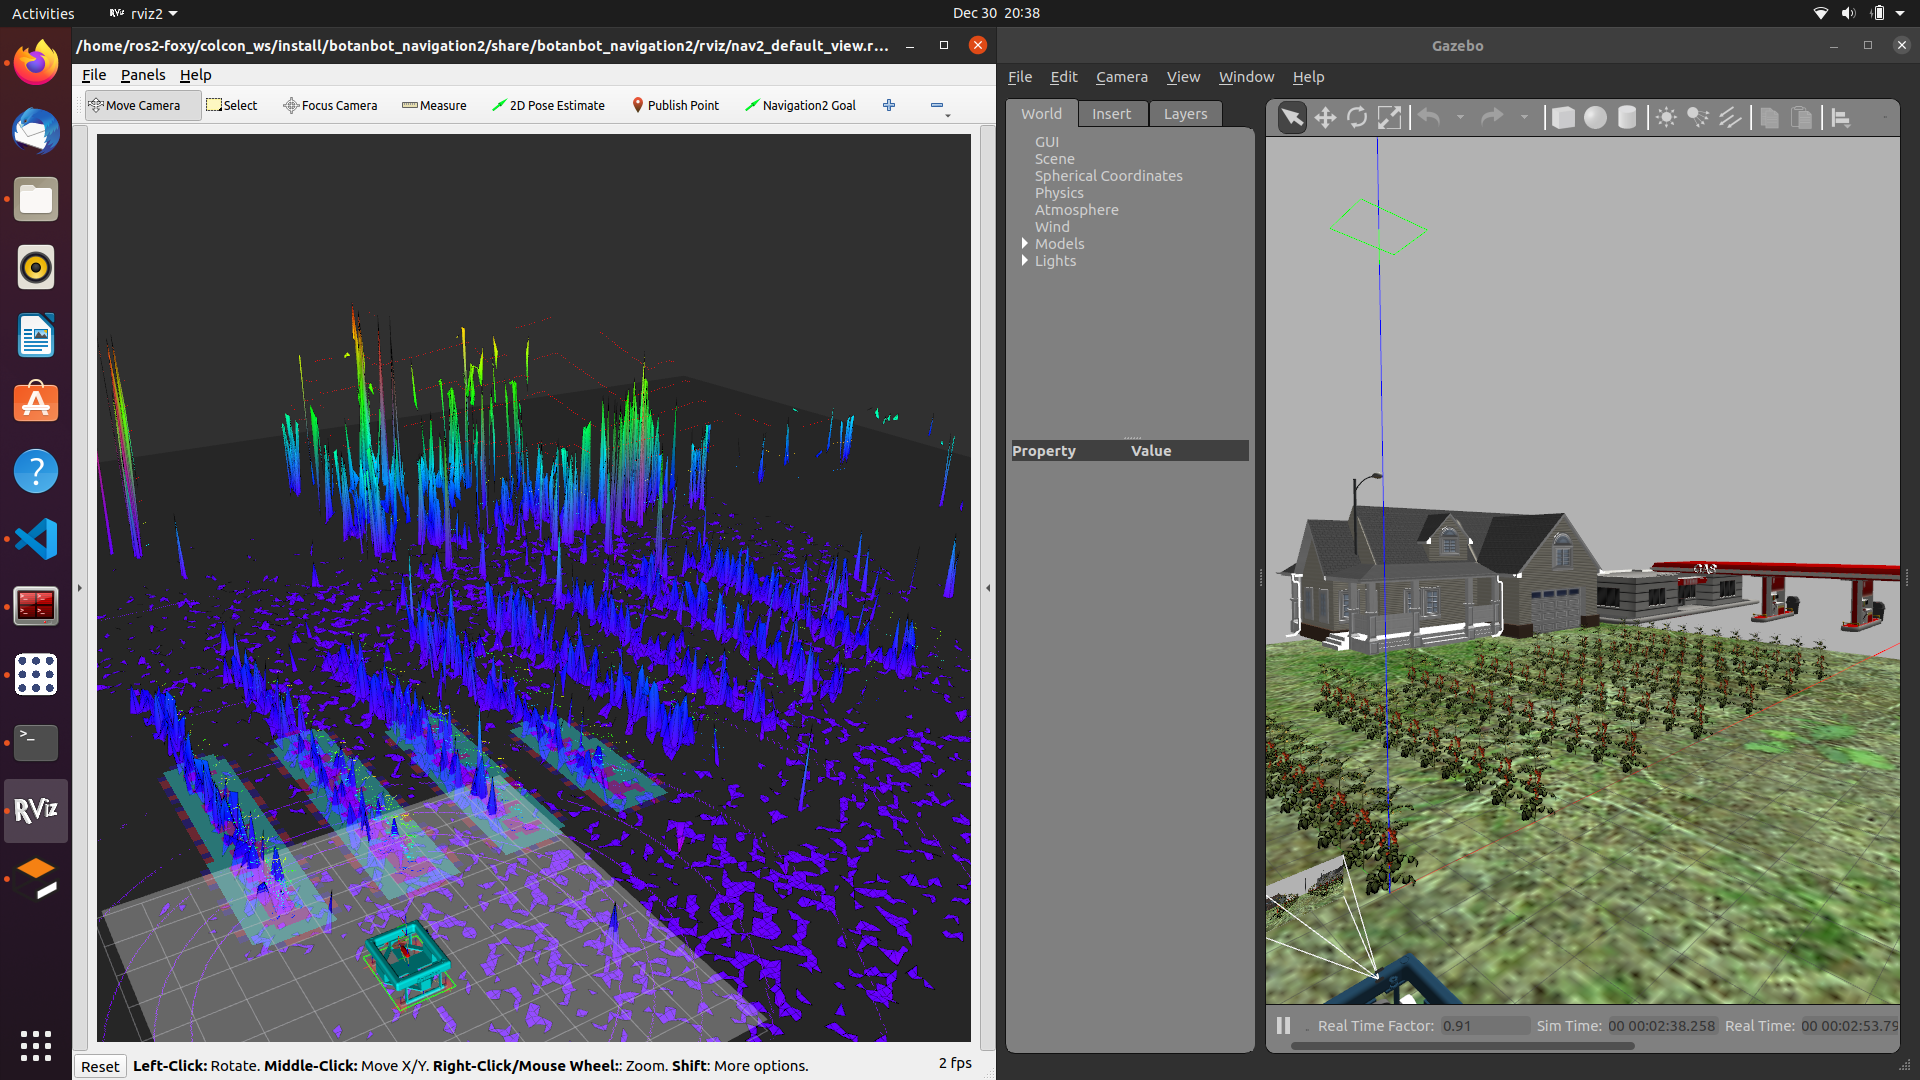 Activities
RViz rviz2
Dec 30 20:38
/home/ros2-foxy/colcon_ws/install/botanbot_navigation2/share/botanbot_navigation2/rviz/nav2_default_view.r...
File Panels Help
Move Camera Select Focus Camera Measure 2D Pose Estimate Publish Point Navigation2 Goal
Reset Left-Click: Rotate. Middle-Click: Move X/Y. Right-Click/Mouse Wheel:: Zoom. Shift: More options. 2 fps
RViz
Gazebo
File Edit Camera View Window Help
World Insert Layers
GUI
Scene
Spherical Coordinates
Physics
Atmosphere
Wind
Models
Lights
Property Value
GAS
Real Time Factor: 0.91 Sim Time: 00 00:02:38.258 Real Time: 00 00:02:53.79